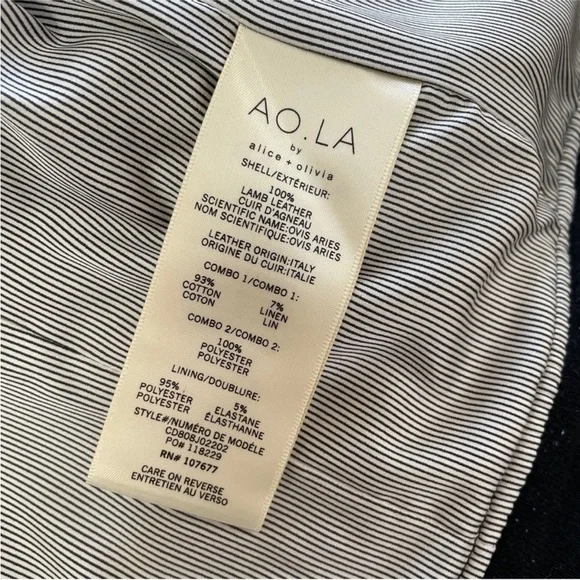 AO.LA
by
alice + olivia
SHELL/EXTÉRIEUR:
100%
LAMB LEATHER
CUIR D'AGNEAU
SCIENTIFIC NAME:OVIS ARIES
NOM SCIENTIFIQUE:OVIS ARIES
LEATHER ORIGIN:ITALY
ORIGINE DU CUIR:ITALIE
COMBO 1/COMBO 1:
93% 7%
COTTON LINEN
COTON LIN
COMBO 2/COMBO 2:
100%
POLYESTER
POLYESTER
LINING/DOUBLURE:
95% 5%
POLYESTER ELASTANE
POLYESTER ÉLASTHANNE
STYLE#/NUMÉRO DE MODÈLE
CD808J02202
PO# 118229
RN# 107677
CARE ON REVERSE
ENTRETIEN AU VERSO